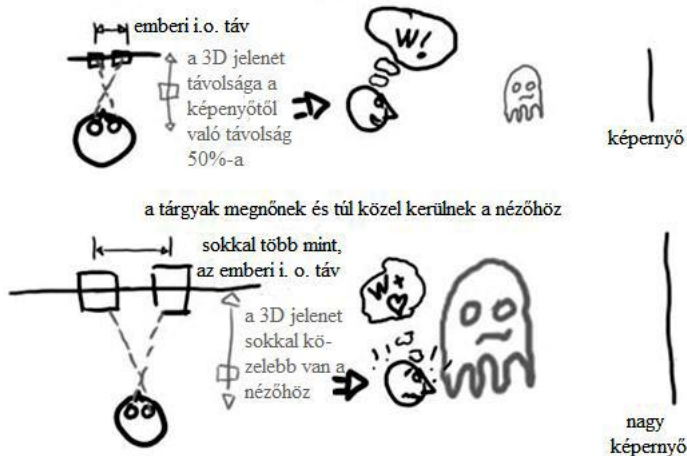 emberi i.o. táv
a 3D jelenet
távolsága a
képenyőtől
való távolság
50%-a
W!
képernyő
a tárgyak megnőnek és túl közel kerülnek a nézőhöz
sokkal több mint,
az emberi i. o. táv
a 3D jelenet
sokkal kö-
zelebb van a
nézőhöz
nagy
képernyő